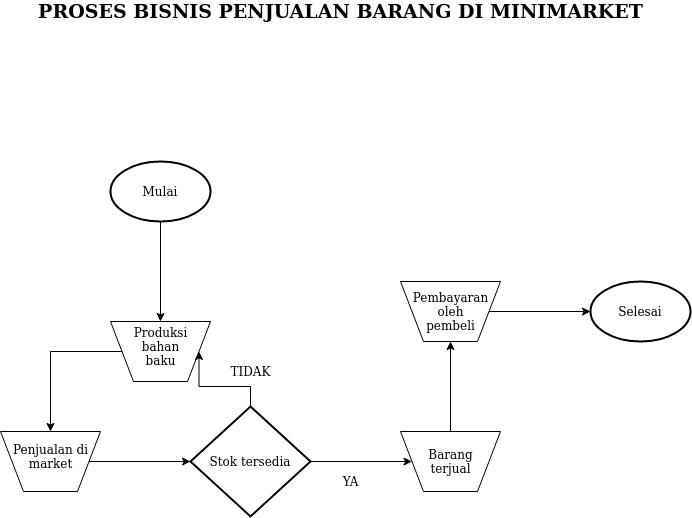 PROSES BISNIS PENJUALAN BARANG DI MINIMARKET
Mulai
Produksi
bahan
baku
TIDAK
Penjualan di
market
Stok tersedia
YA
Barang
terjual
Pembayaran
oleh
pembeli
Selesai